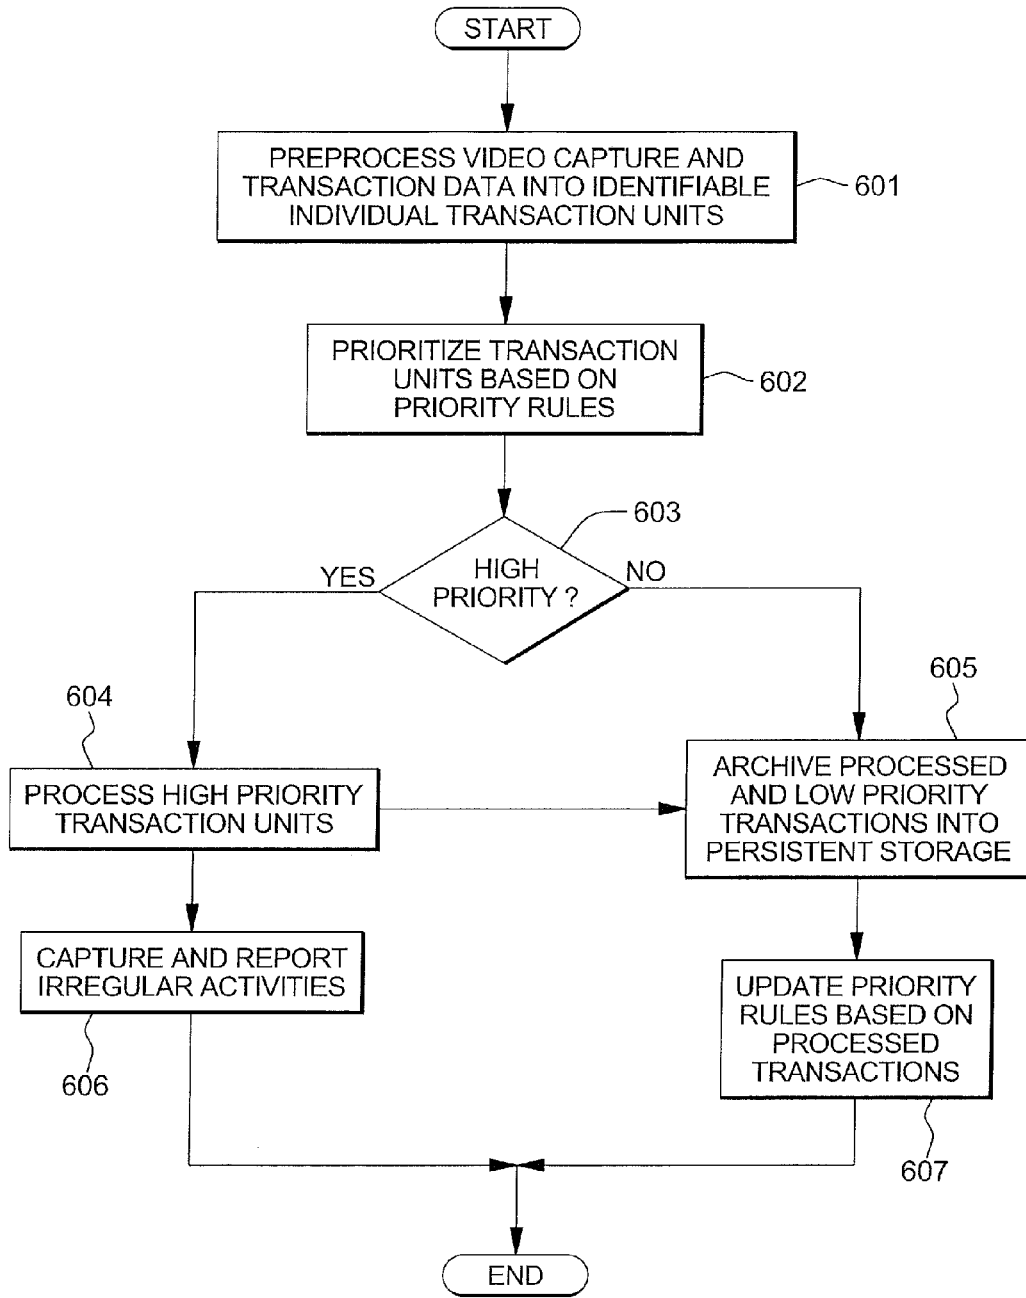 START
PREPROCESS VIDEO CAPTURE AND
TRANSACTION DATA INTO IDENTIFIABLE
INDIVIDUAL TRANSACTION UNITS
601
PRIORITIZE TRANSACTION
UNITS BASED ON
PRIORITY RULES
602
603
YES
HIGH
PRIORITY ?
NO
604
605
PROCESS HIGH PRIORITY
TRANSACTION UNITS
ARCHIVE PROCESSED
AND LOW PRIORITY
TRANSACTIONS INTO
PERSISTENT STORAGE
CAPTURE AND REPORT
IRREGULAR ACTIVITIES
606
UPDATE PRIORITY
RULES BASED ON
PROCESSED
TRANSACTIONS
607
END